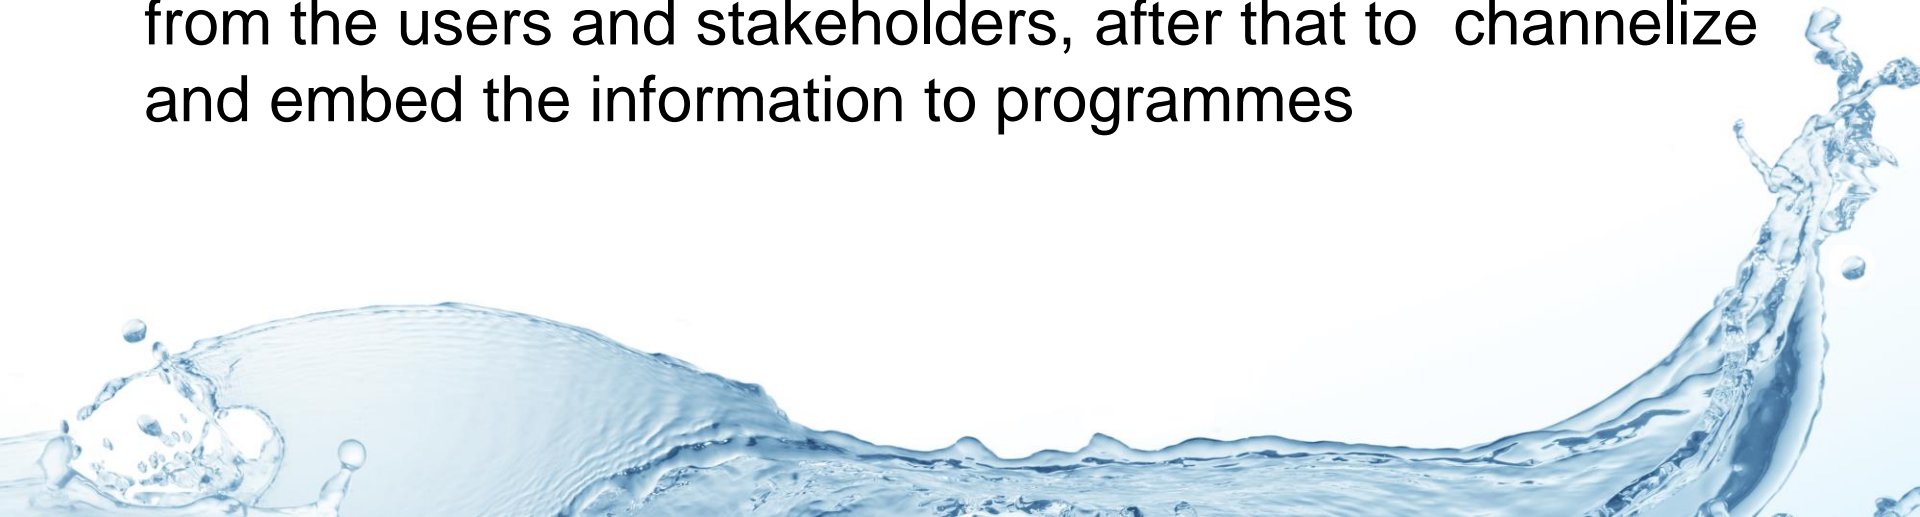 from the users and stakeholders, after that to  channelize
and embed the information to programmes